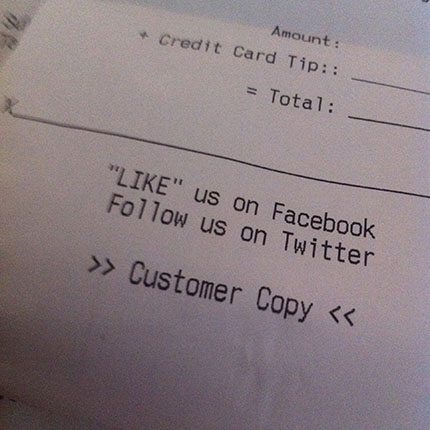 Amount:
+ Credit Card Tip::
= Total:
X
"LIKE" us on Facebook
Follow us on Twitter
>> Customer Copy <<